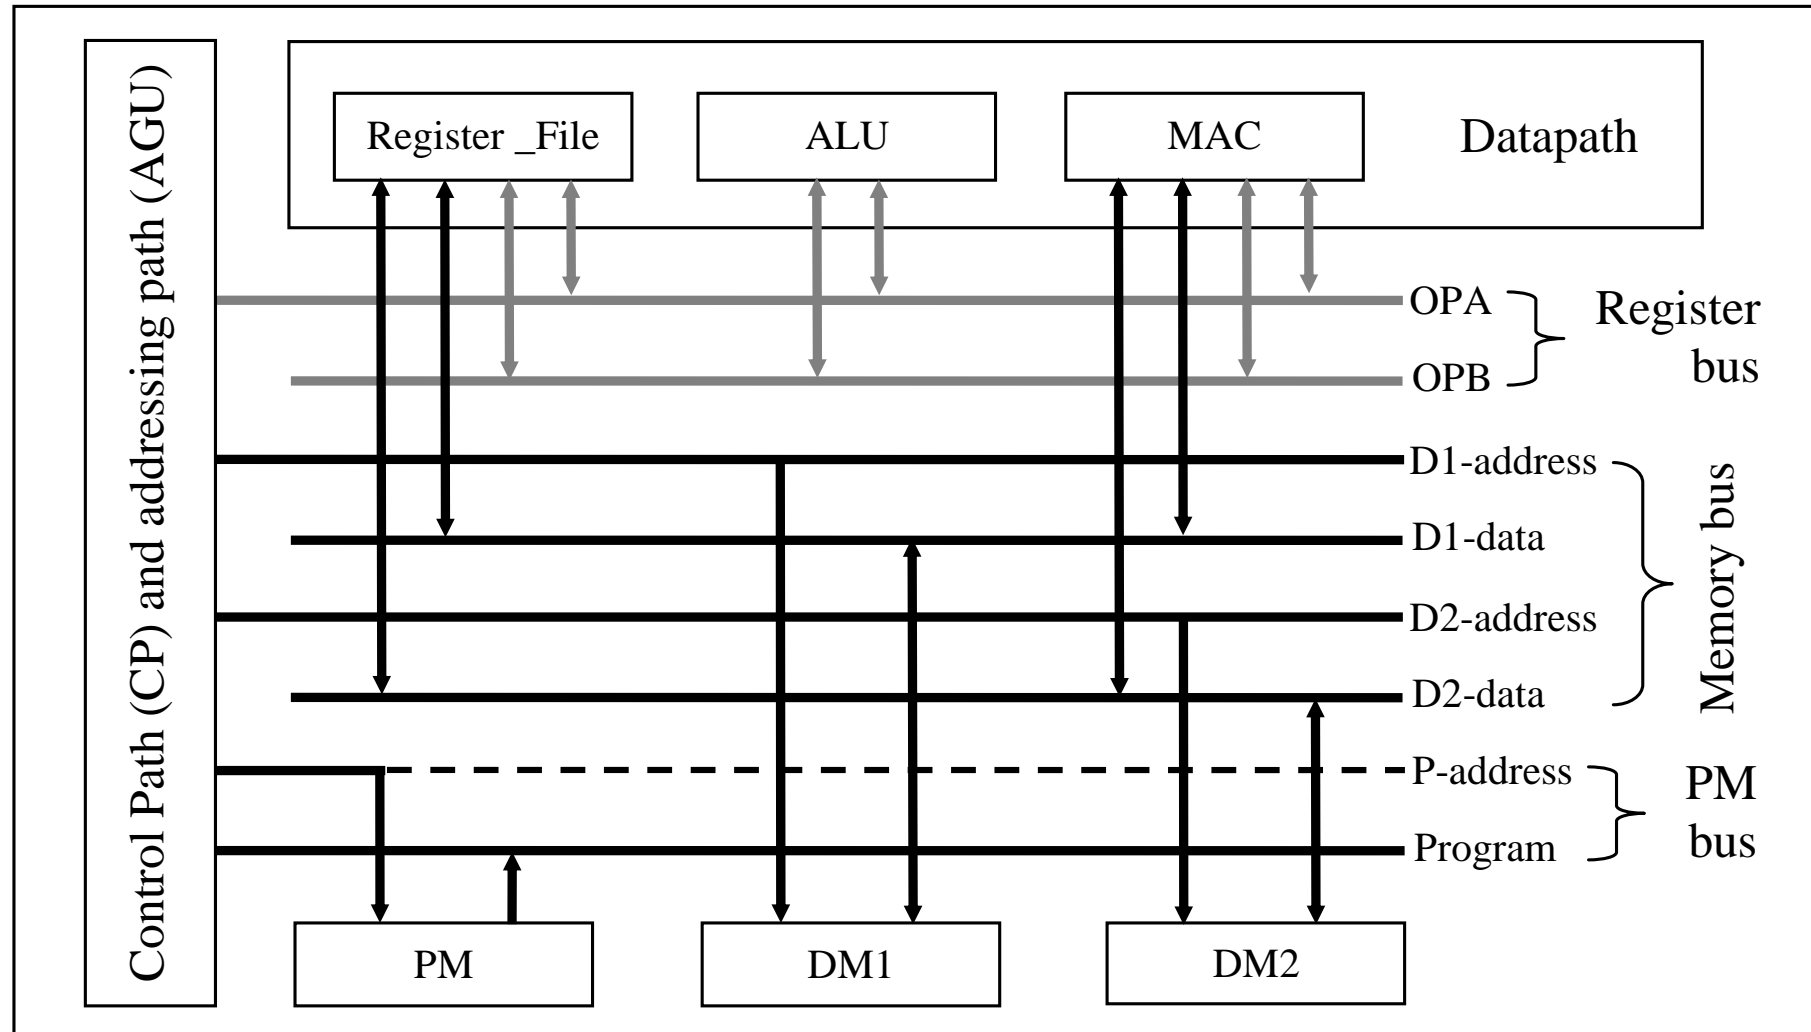 Control Path (CP) and addressing path (AGU)
Register _File
ALU
MAC
Datapath
OPA
OPB
Register
bus
D1-address
D1-data
D2-address
D2-data
Memory bus
P-address
Program
PM
bus
PM
DM1
DM2